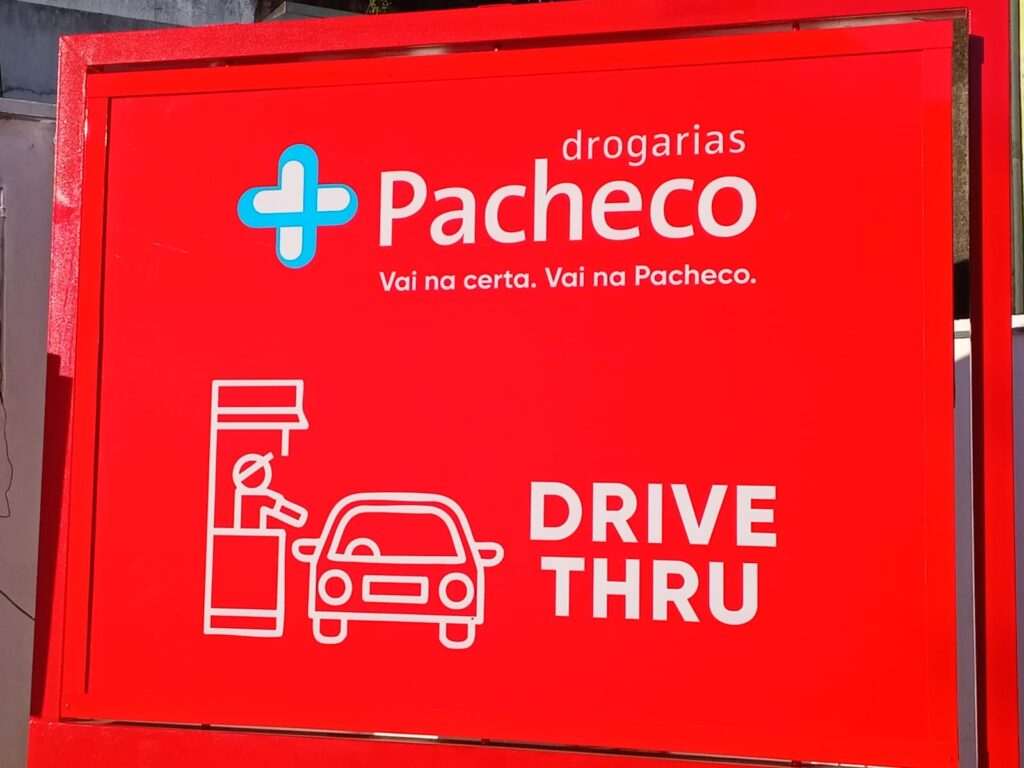 drogarias
Pacheco
Vai na certa. Vai na Pacheco.
DRIVE
THRU